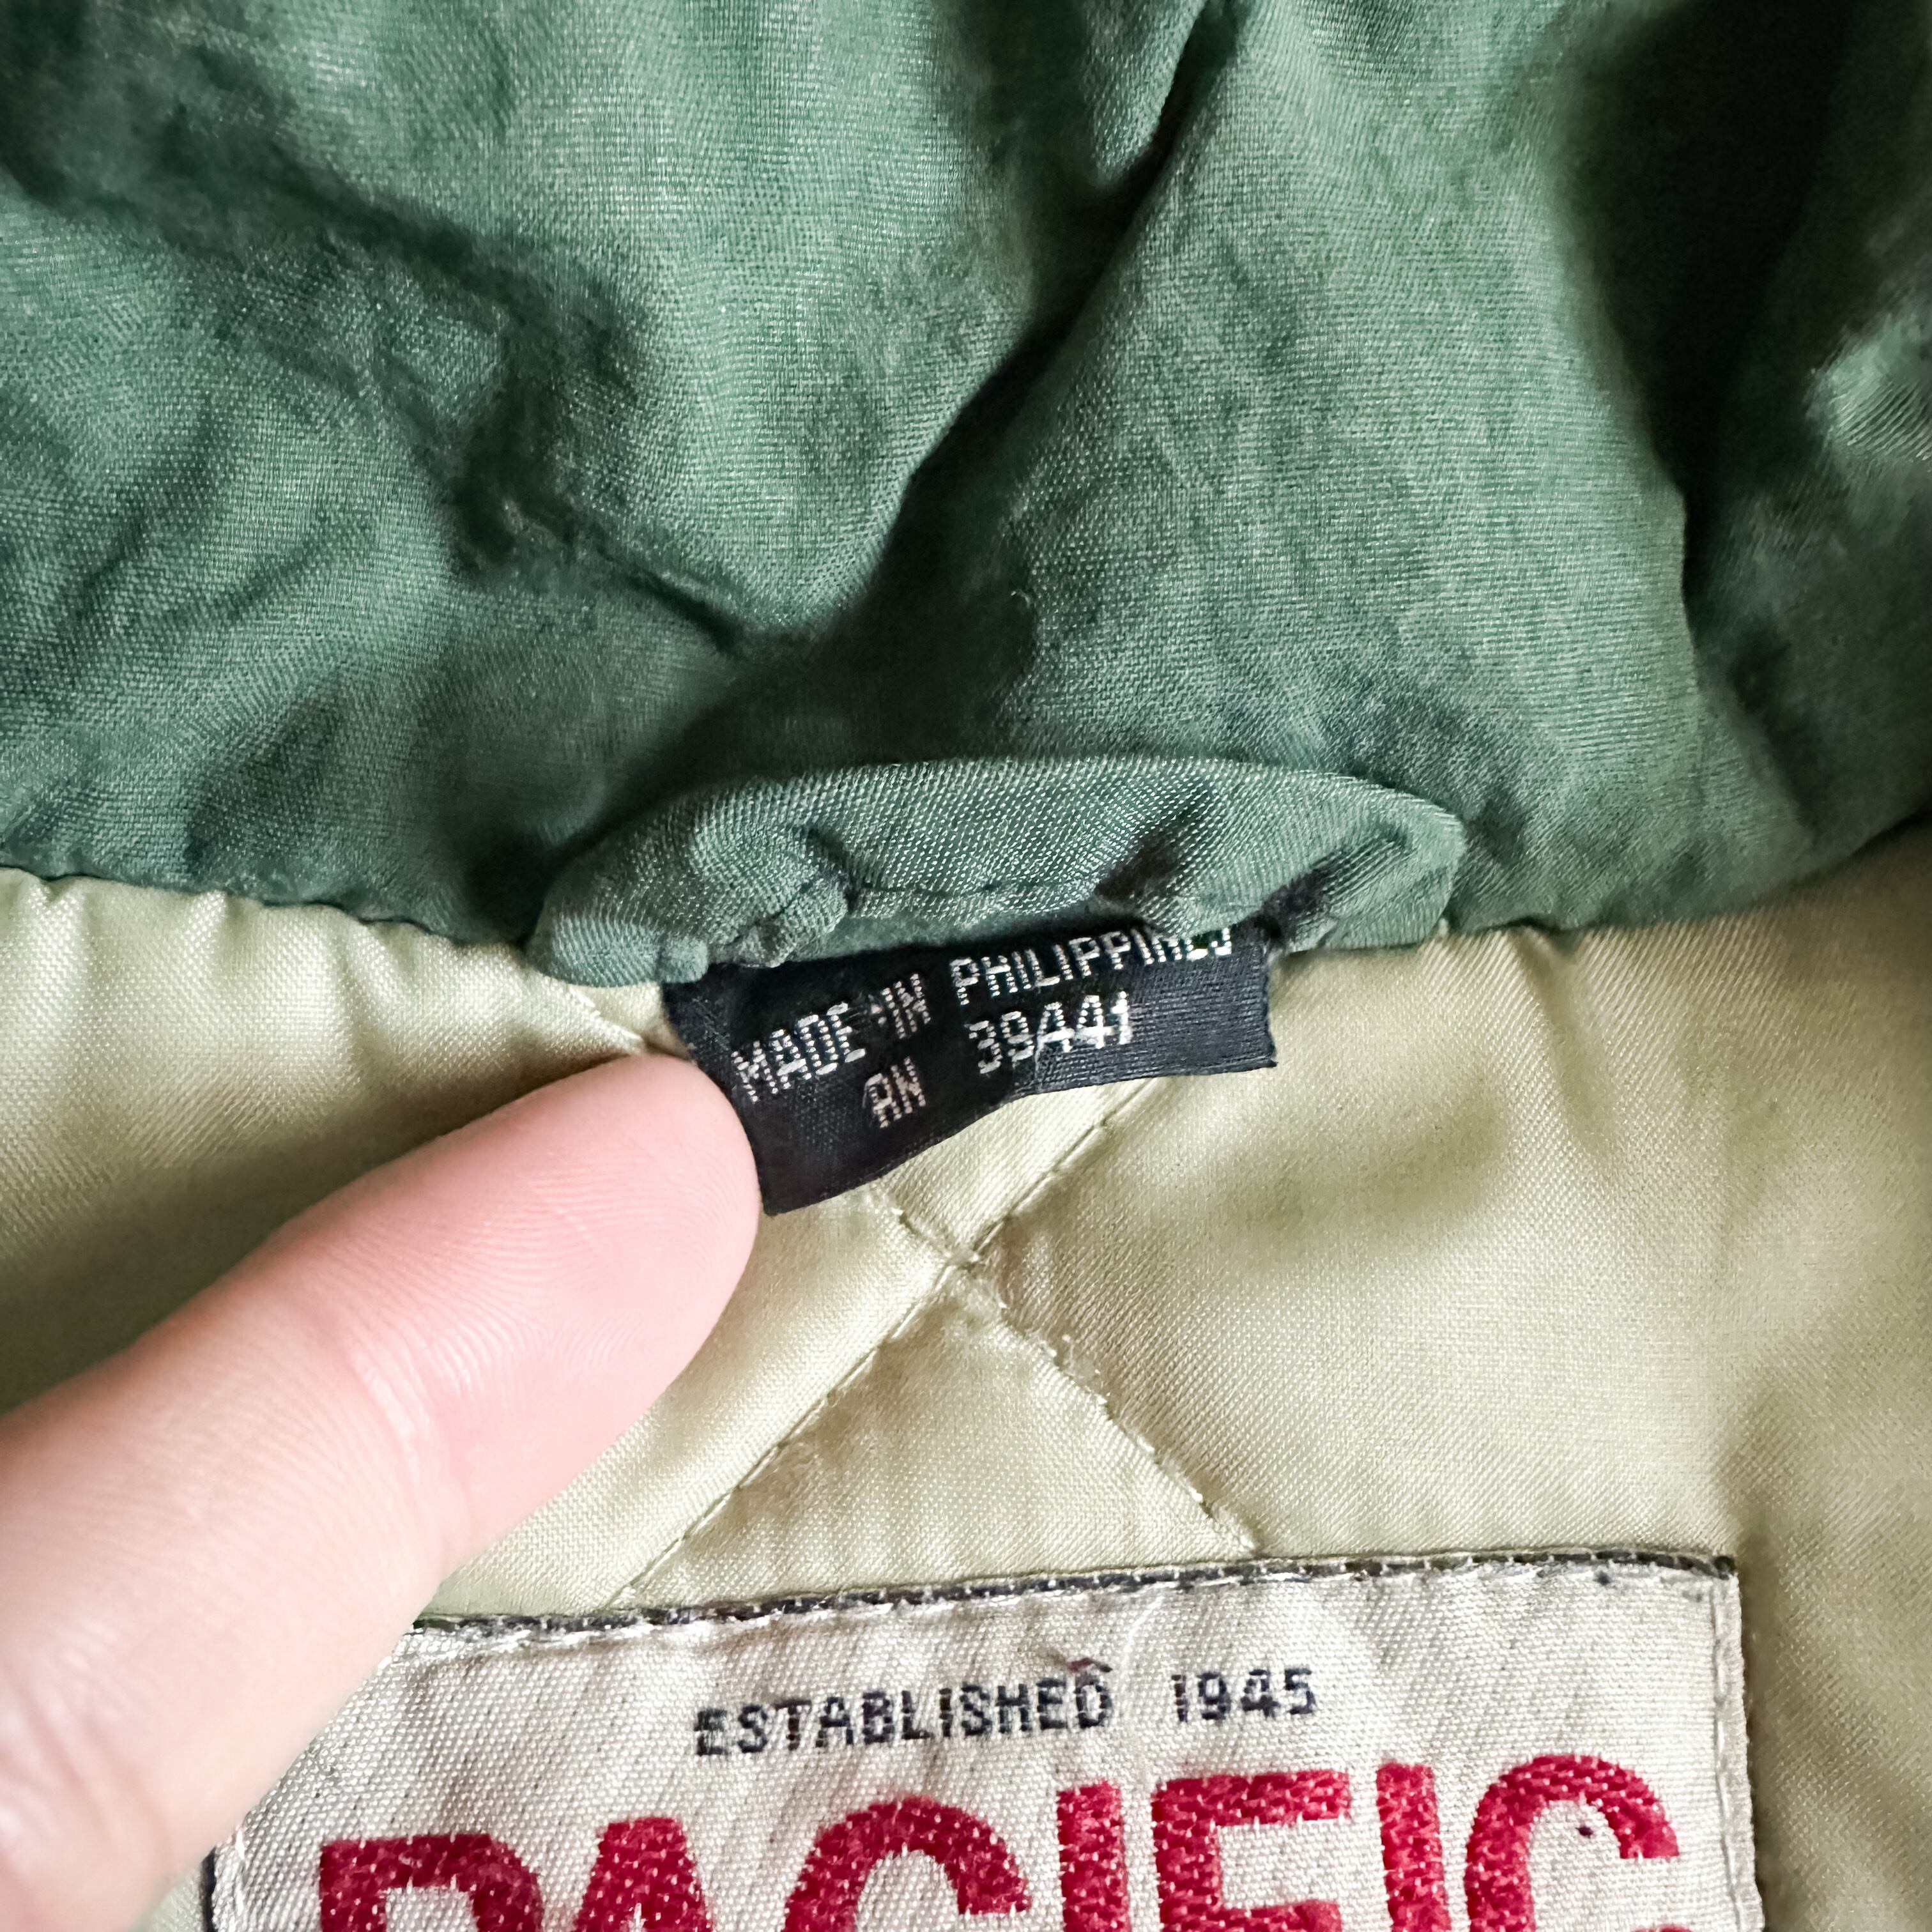 MADE IN PHILIPPINES
RN 39441
ESTABLISHED 1945
PACIFIC